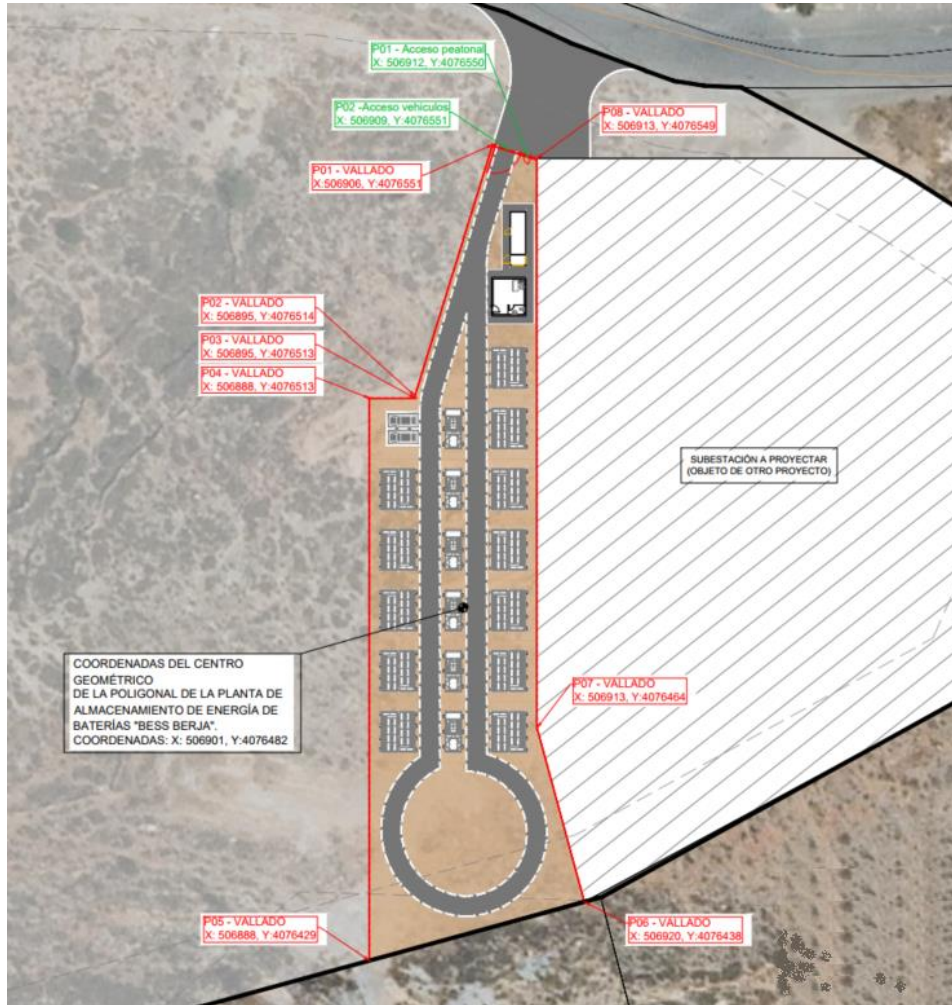 P01 - Acceso peatonal
X: 506912, Y:4076550
P02 -Acceso vehículos
X: 506909, Y:4076551
P08 - VALLADO
X: 506913, Y:4076549
P01 - VALLADO
X:506906, Y:4076551
P02 - VALLADO
X: 506895, Y:4076514
P03 - VALLADO
X: 506895, Y:4076513
P04 - VALLADO
X: 506888, Y:4076513
SUBESTACIÓN A PROYECTAR
(OBJETO DE OTRO PROYECTO)
COORDENADAS DEL CENTRO
GEOMÉTRICO
DE LA POLIGONAL DE LA PLANTA DE
ALMACENAMIENTO DE ENERGÍA DE
BATERÍAS "BESS BERJA".
COORDENADAS: X: 506901, Y:4076482
P07 - VALLADO
X: 506913, Y:4076464
P05 - VALLADO
X: 506888, Y:4076429
P06 - VALLADO
X: 506920, Y:4076438